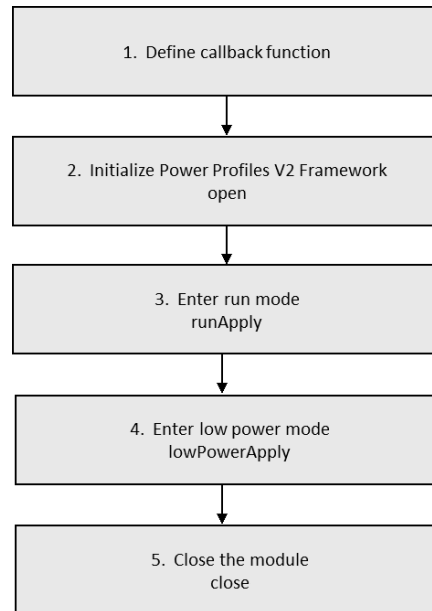 1. Define callback function
2. Initialize Power Profiles V2 Framework
open
3. Enter run mode
runApply
4. Enter low power mode
lowPowerApply
5. Close the module
close